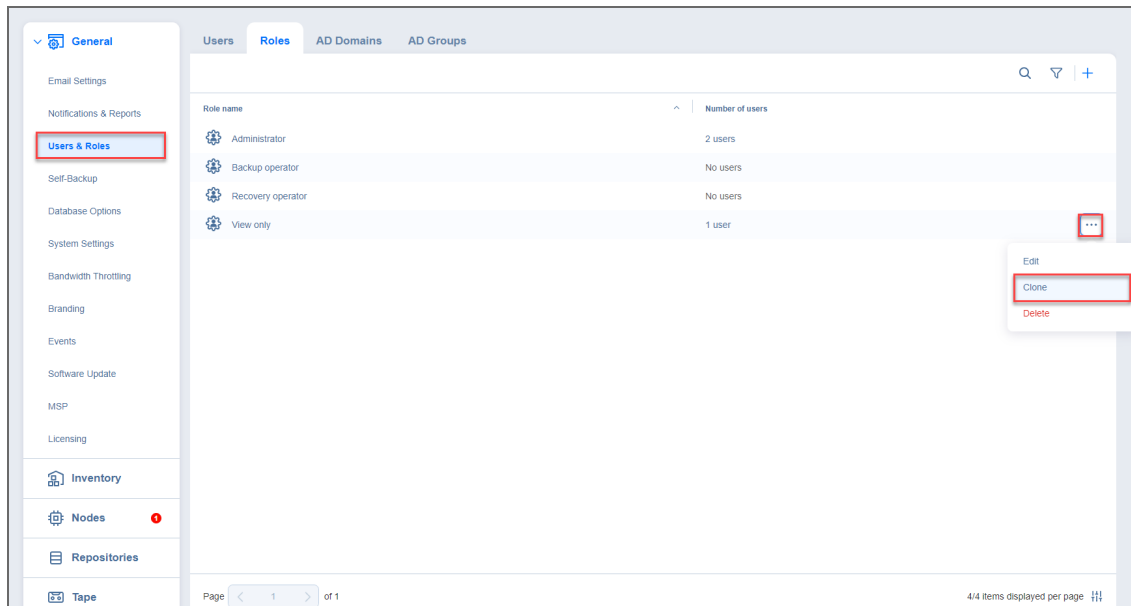 General
Email Settings
Notifications & Reports
Users & Roles
Self-Backup
Database Options
System Settings
Bandwidth Throttling
Branding
Events
Software Update
MSP
Licensing
Inventory
Nodes 1
Repositories
Tape
Users Roles AD Domains AD Groups
Role name Number of users
Administrator 2 users
Backup operator No users
Recovery operator No users
View only 1 user
Edit
Clone
Delete
Page 1 of 1 4/4 items displayed per page